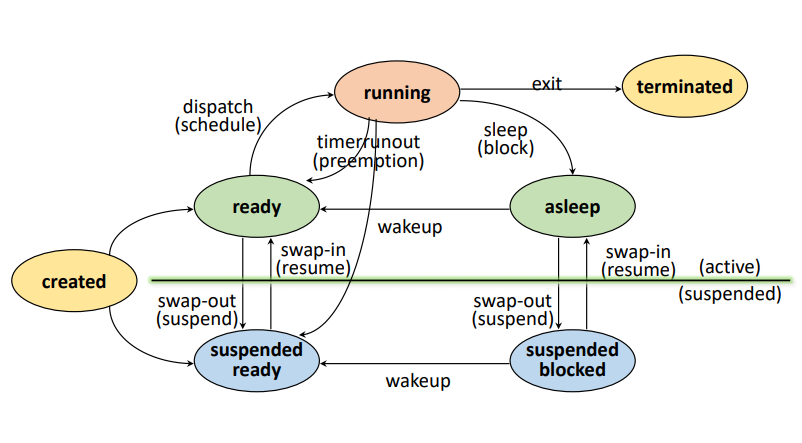 running
exit
terminated
dispatch
(schedule)
timerrunout
(preemption)
sleep
(block)
ready
asleep
wakeup
created
swap-in
(resume)
swap-in
(resume)
(active)
(suspended)
swap-out
(suspend)
swap-out
(suspend)
suspended
ready
suspended
blocked
wakeup